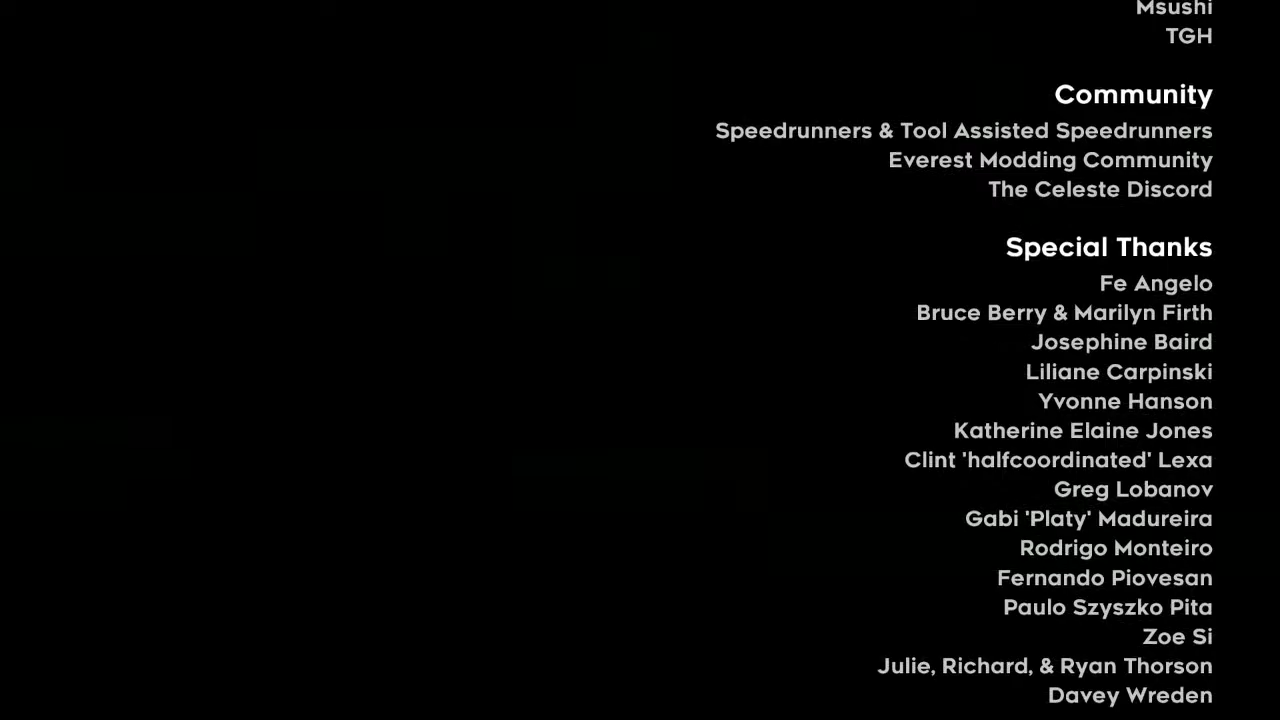 Msushi
TGH
Community
Speedrunners & Tool Assisted Speedrunners
Everest Modding Community
The Celeste Discord
Special Thanks
Fe Angelo
Bruce Berry & Marilyn Firth
Josephine Baird
Liliane Carpinski
Yvonne Hanson
Katherine Elaine Jones
Clint 'halfcoordinated' Lexa
Greg Lobanov
Gabi 'Platy' Madureira
Rodrigo Monteiro
Fernando Piovesan
Paulo Szyszko Pita
Zoe Si
Julie, Richard, & Ryan Thorson
Davey Wreden